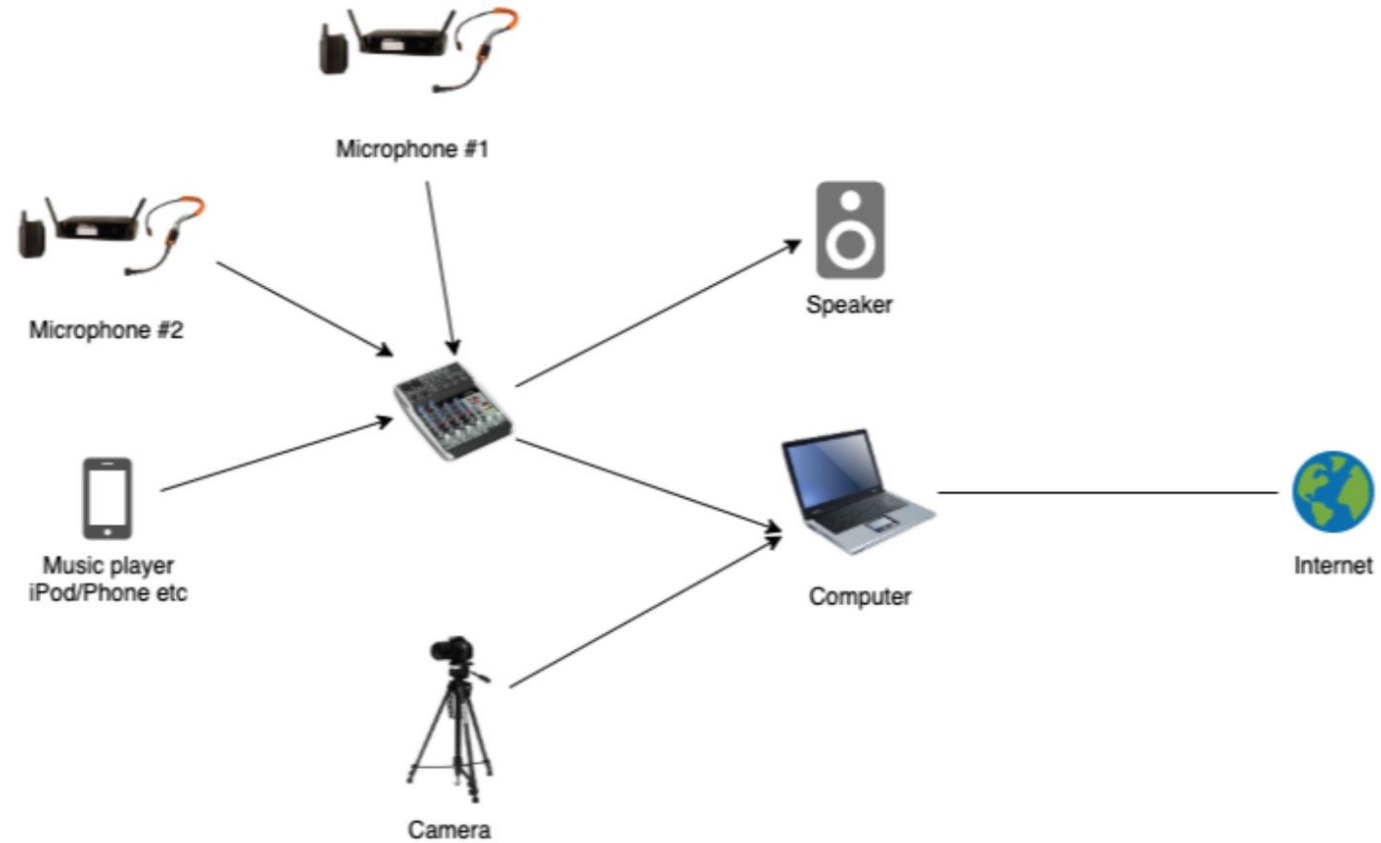 Microphone #1
Microphone #2
Speaker
Music player
iPod/Phone etc
Computer
Internet
Camera